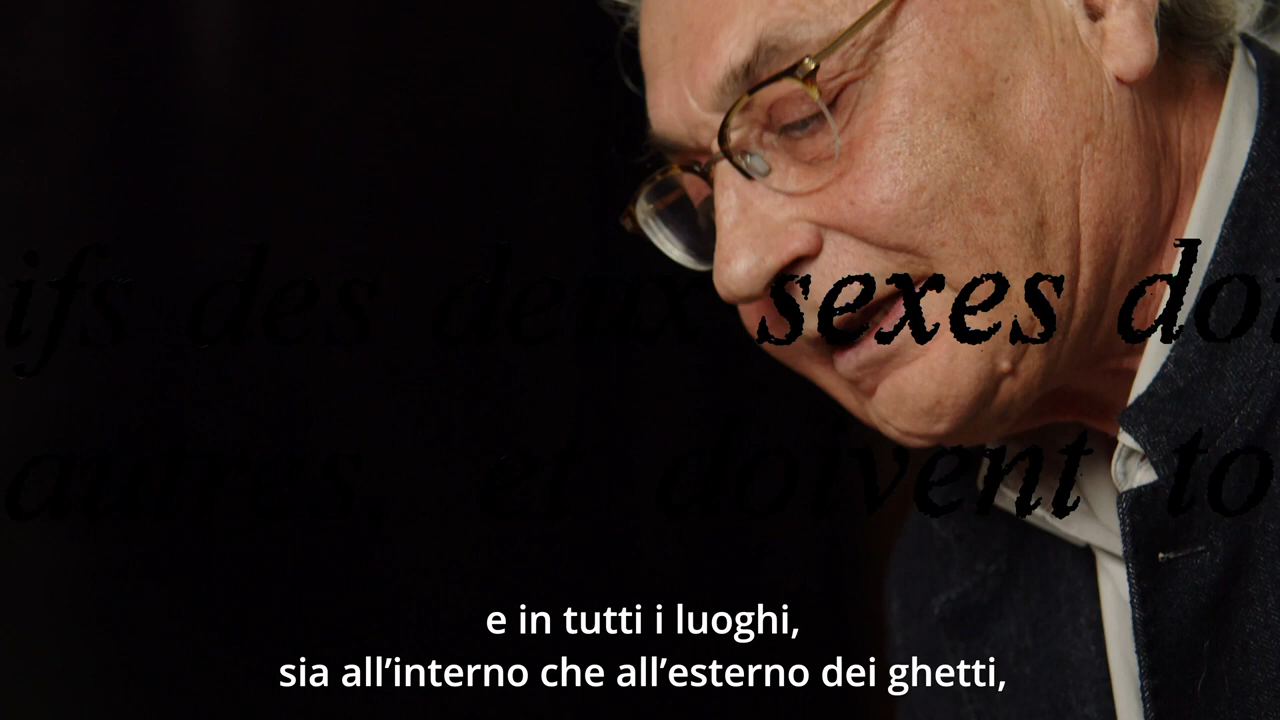 ifs des deux sexes doi
autres, et doivent to
e in tutti i luoghi,
sia all’interno che all’esterno dei ghetti,